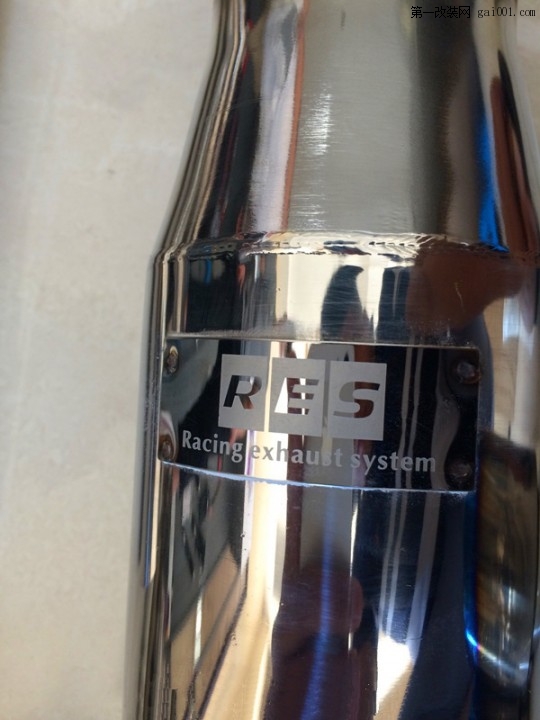 第一改装网 gai001.com
RES
Racing exhaust system